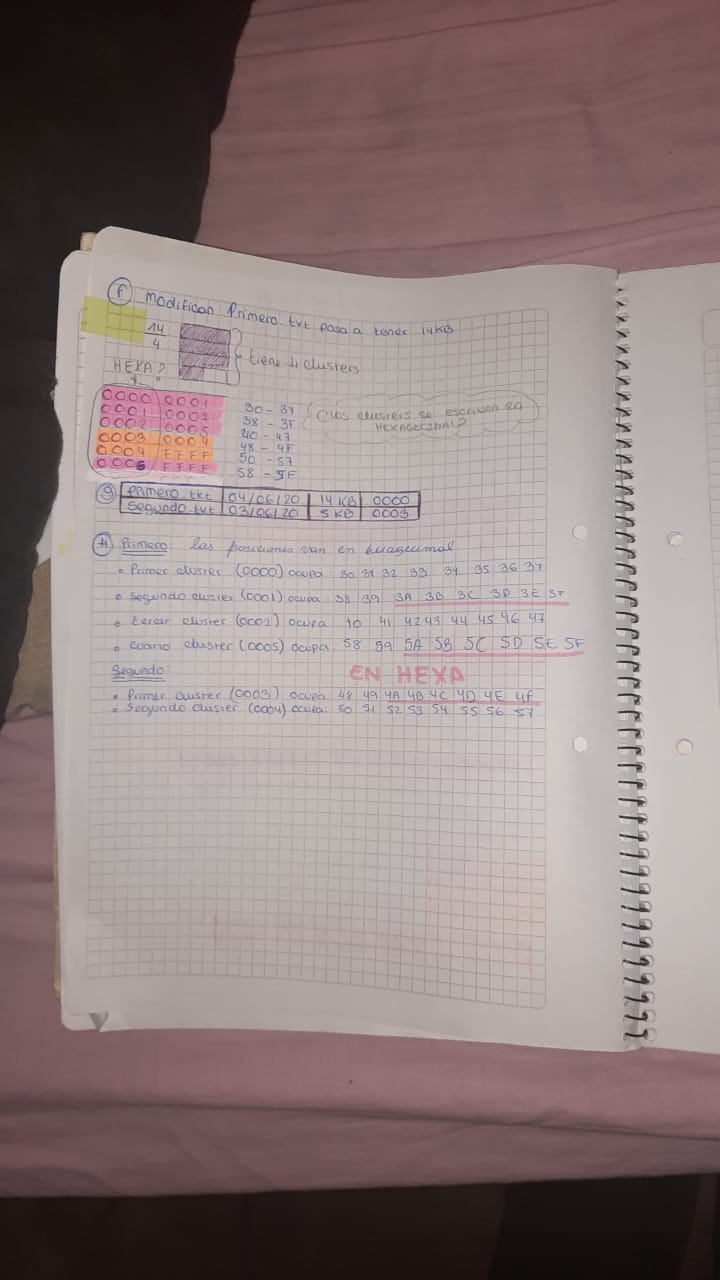 f Modifican Primero txt pasa a tener 14KB
14
4
tiene 4 clusters
HEXA?
0000 0001
0001 0002
0002 0005
0003 0004
0004 FFFF
0005 FFFF
30 - 37
38 - 3F
40 - 47
48 - 4F
50 - 57
58 - 5F
¿los clusters se escriben en
HEXAGESIMAL?
g Primero.txt 04/06/20 14 KB 0000
Segundo.txt 03/06/20 5 KB 0003
H Primero: las posiciones van en hexagecimal
• Primer cluster (0000) ocupa: 30 31 32 33 34 35 36 37
• Segundo cluster (0001) ocupa: 38 39 3A 3B 3C 3D 3E 3F
• tercer cluster (0002) ocupa 40 41 42 43 44 45 46 47
• cuarto cluster (0005) ocupa 58 59 5A 5B 5C 5D 5E 5F
Segundo: EN HEXA
• Primer cluster (0003) ocupa 48 49 4A 4B 4C 4D 4E 4F
• Segundo cluster (0004) ocupa: 50 51 52 53 54 55 56 57